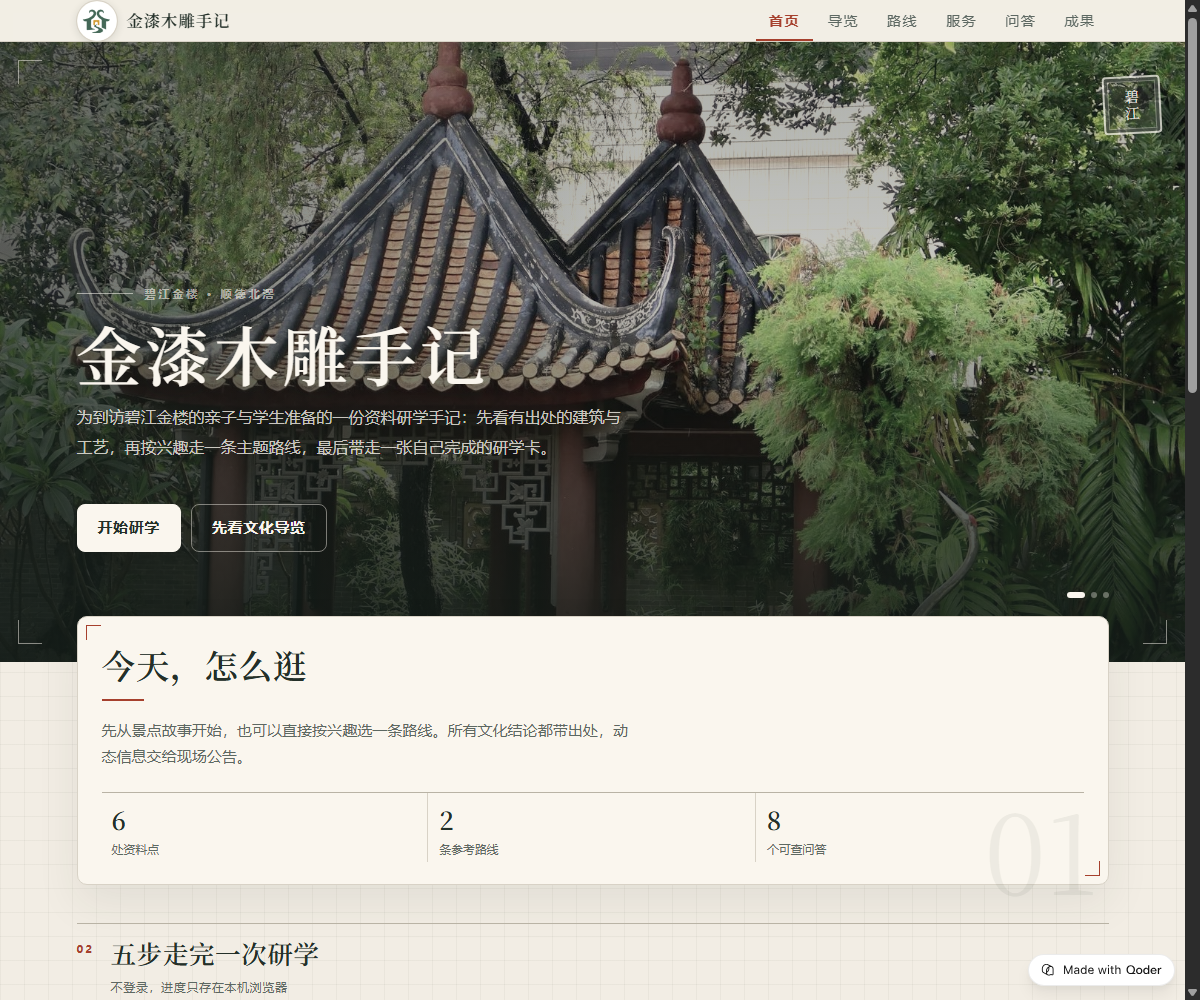 金漆木雕手记
首页 导览 路线 服务 问答 成果
碧江
碧江金楼 · 顺德北滘
金漆木雕手记
为到访碧江金楼的亲子与学生准备的一份资料研学手记：先看有出处的建筑与
工艺，再按兴趣走一条主题路线，最后带走一张自己完成的研学卡。
开始研学 先看文化导览
今天，怎么逛
先从景点故事开始，也可以直接按兴趣选一条路线。所有文化结论都带出处，动
态信息交给现场公告。
6 2 8
处资料点 条参考路线 个可查问答
01
02 五步走完一次研学
不登录，进度只存在本机浏览器
Made with Qoder